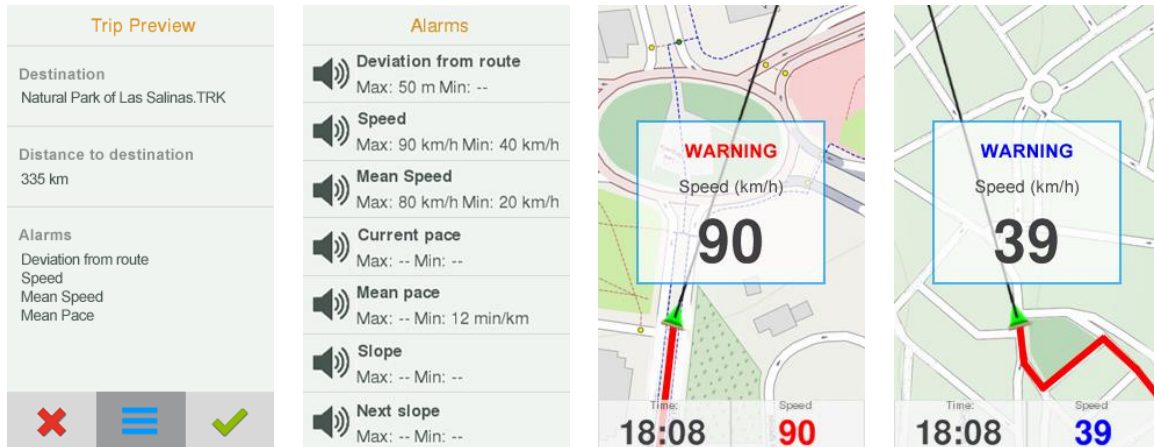 Trip Preview
Destination
Natural Park of Las Salinas.TRK
Distance to destination
335 km
Alarms
Deviation from route
Speed
Mean Speed
Mean Pace
Alarms
Deviation from route
Max: 50 m Min: --
Speed
Max: 90 km/h Min: 40 km/h
Mean Speed
Max: 80 km/h Min: 20 km/h
Current pace
Max: -- Min: --
Mean pace
Max: -- Min: 12 min/km
Slope
Max: -- Min: --
Next slope
Max: -- Min: --
WARNING
Speed (km/h)
90
Time:
Speed
18:08
90
WARNING
Speed (km/h)
39
Time:
Speed
18:08
39